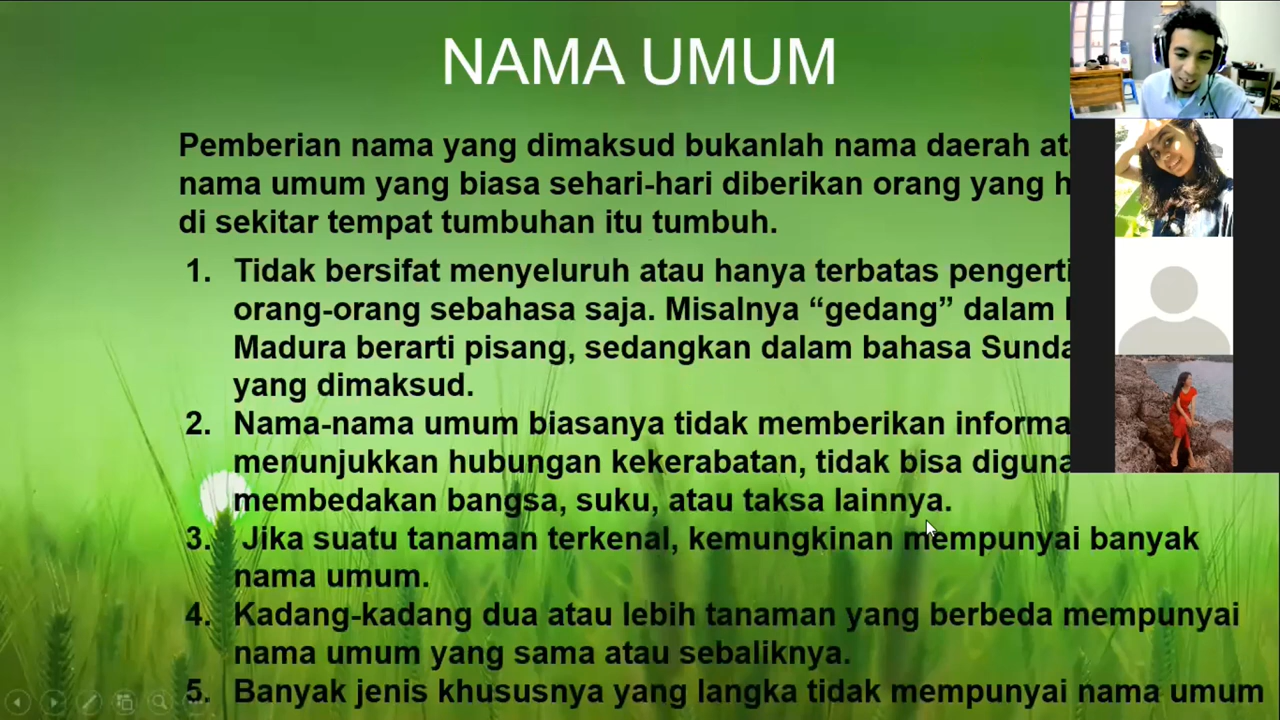 NAMA UMUM
Pemberian nama yang dimaksud bukanlah nama daerah
nama umum yang biasa sehari-hari diberikan orang yang
di sekitar tempat tumbuhan itu tumbuh.
1. Tidak bersifat menyeluruh atau hanya terbatas
orang-orang sebahasa saja. Misalnya “gedang” dalam
Madura berarti pisang, sedangkan dalam bahasa Sunda
yang dimaksud.
2. Nama-nama umum biasanya tidak memberikan
menunjukkan hubungan kekerabatan, tidak bisa
membedakan bangsa, suku, atau taksa lainnya.
3. Jika suatu tanaman terkenal, kemungkinan mempunyai banyak
nama umum.
4. Kadang-kadang dua atau lebih tanaman yang berbeda mempunyai
nama umum yang sama atau sebaliknya.
5. Banyak jenis khususnya yang langka tidak mempunyai nama umum